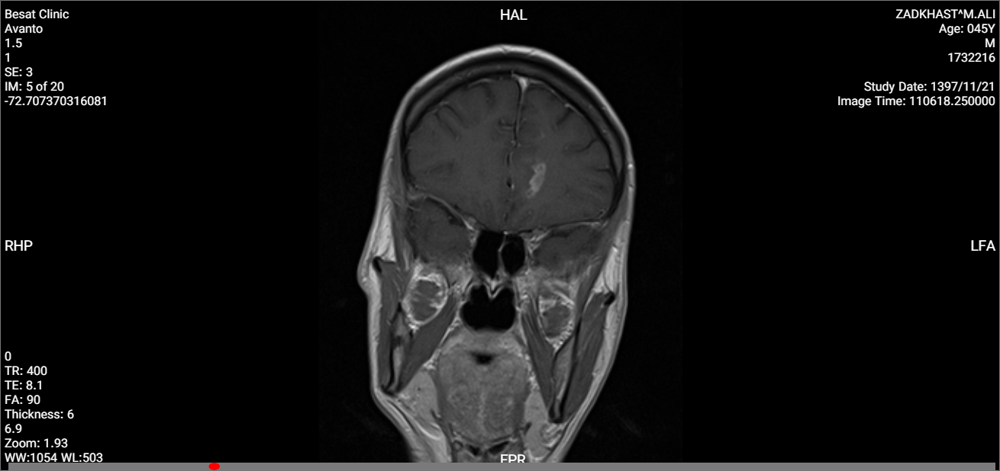 Besat Clinic
Avanto
1.5
1
SE: 3
IM: 5 of 20
-72.707370316081
HAL
ZADKHAST^M.ALI
Age: 045Y
M
1732216
Study Date: 1397/11/21
Image Time: 110618.250000
RHP
LFA
0
TR: 400
TE: 8.1
FA: 90
Thickness: 6
6.9
Zoom: 1.93
WW:1054 WL:503
FPR